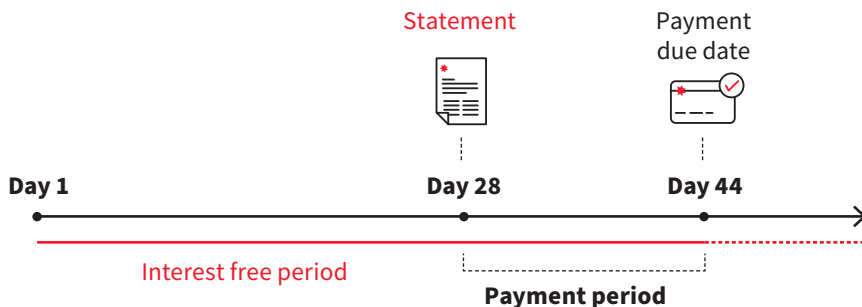 Statement
Payment
due date
Day 1
Day 28
Day 44
Interest free period
Payment period